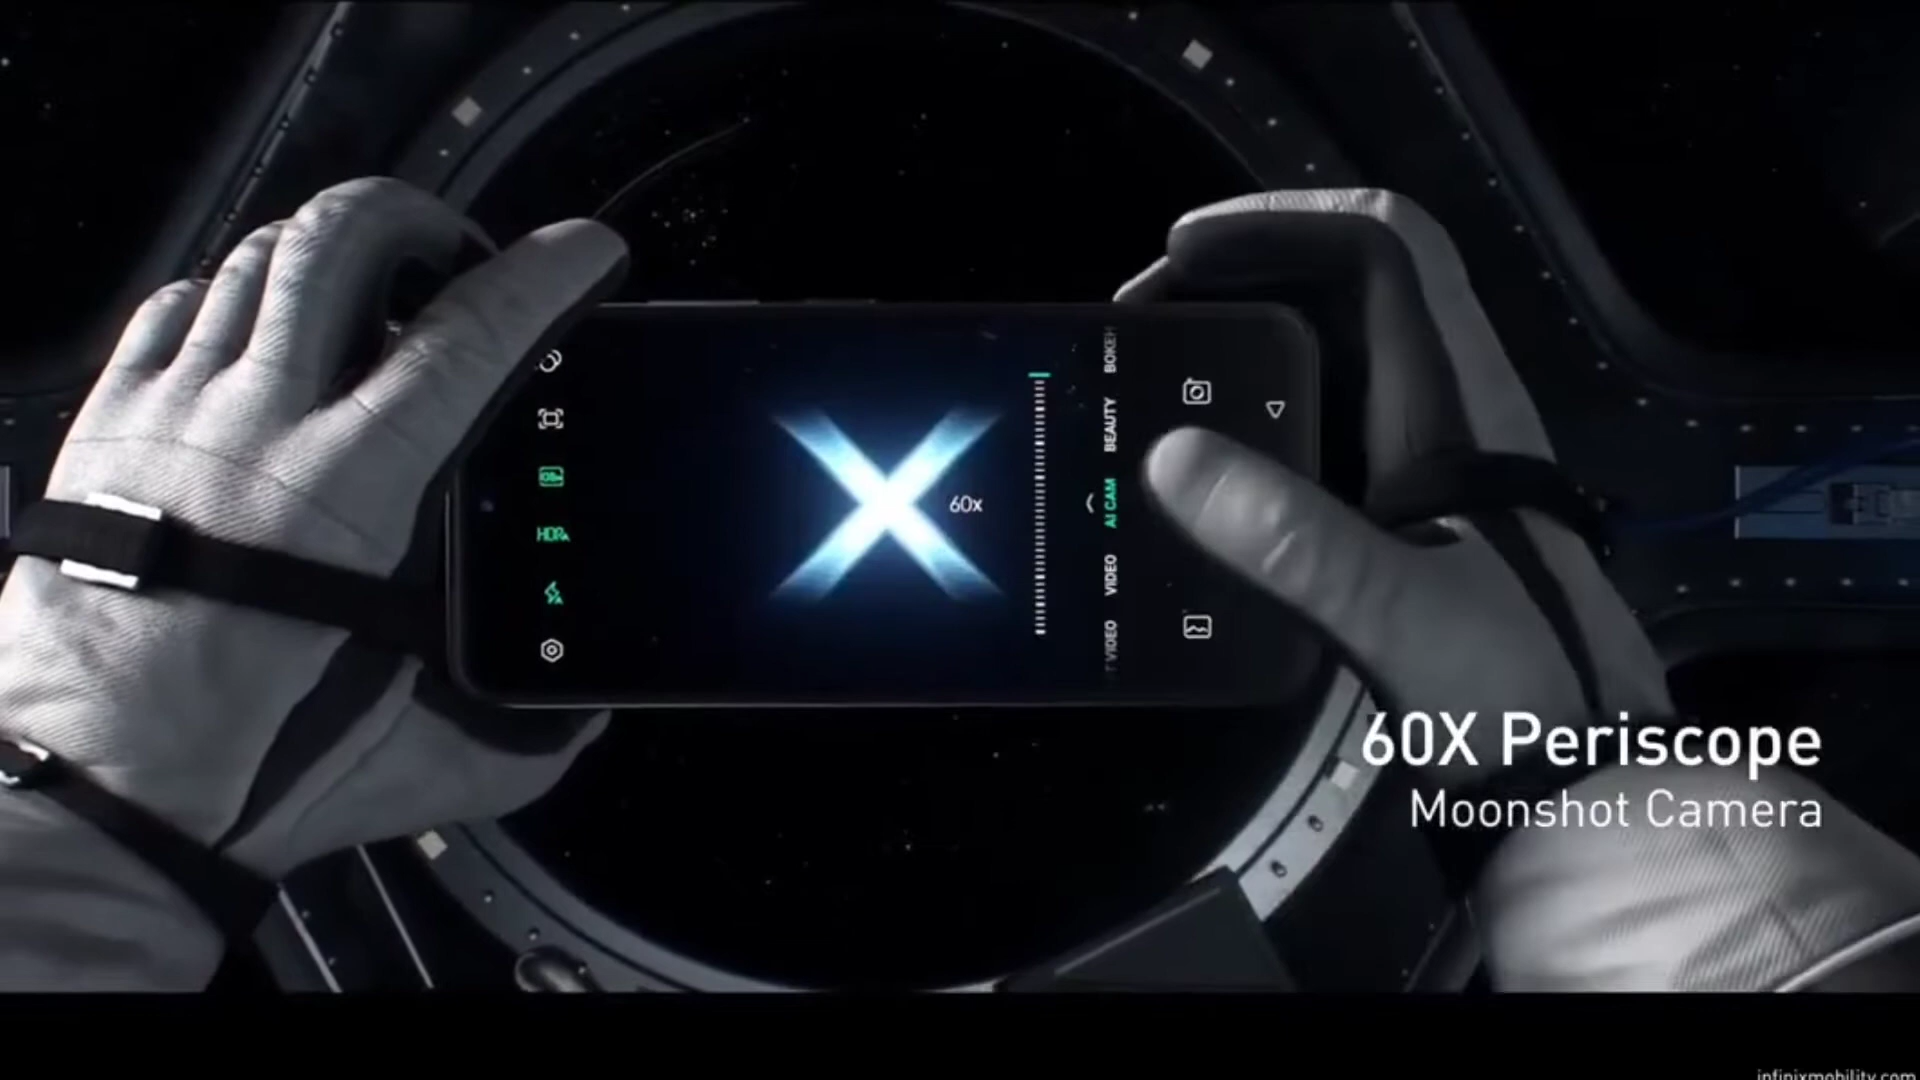 BOKEH
BEAUTY
AI CAM
VIDEO
T VIDEO
HDR
60x
X
60X Periscope
Moonshot Camera
infinixmobility.com